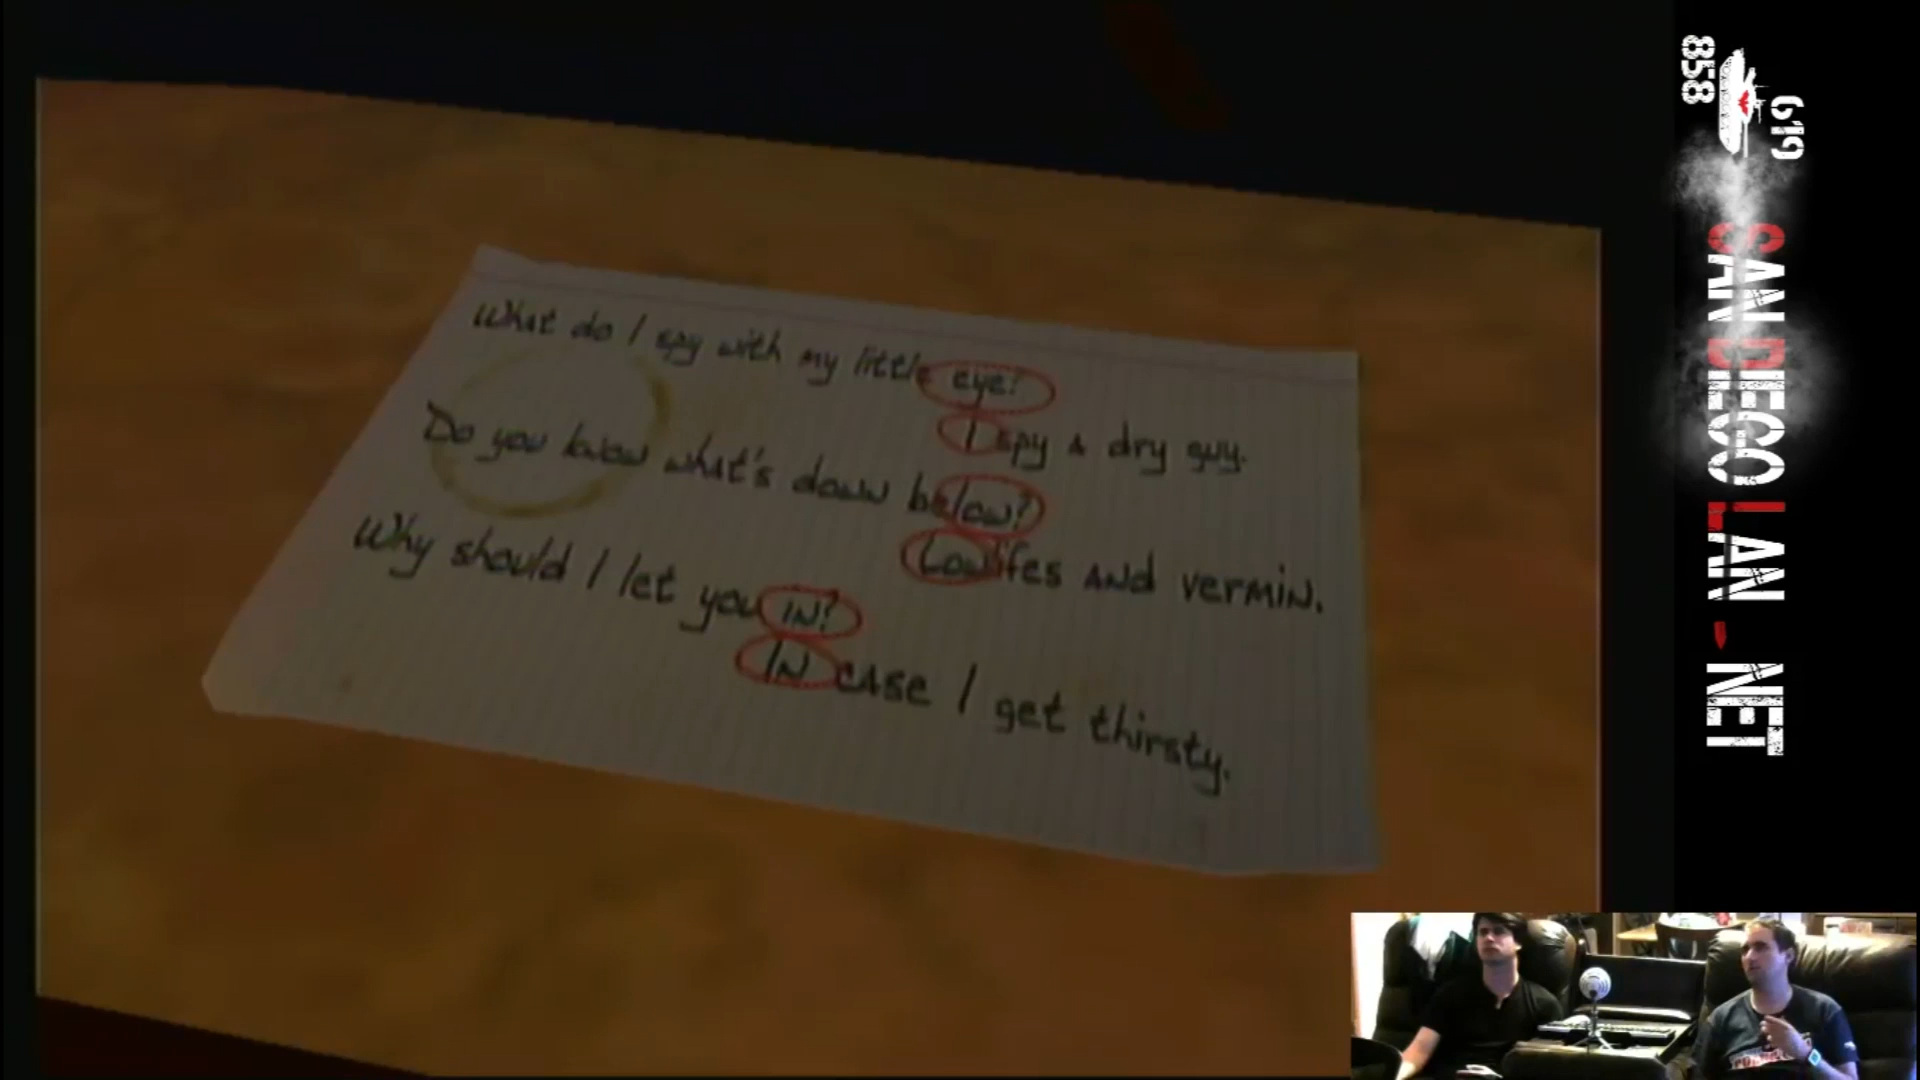 What do I spy with my little eye?
I spy a dry guy.
Do you know what's down below?
Lowlifes and vermin.
Why should I let you in?
In case I get thirsty.
858
619
SAN DIEGO LAN - NET